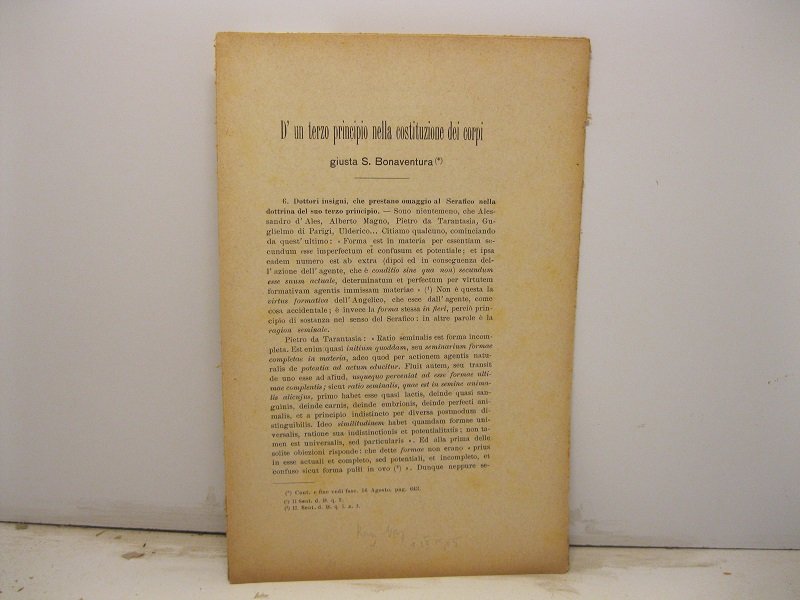 D' un terzo principio nella costituzione dei corpi
giusta S. Bonaventura (*)
6. Dottori insigni, che prestano omaggio al Serafico nella
dottrina del suo terzo principio. — Sono nientemeno, che Ales-
sandro d' Ales, Alberto Magno, Pietro da Tarantasia, Gu-
glielmo di Parigi, Ulderico... Citiamo qualcuno, cominciando
da quest' ultimo: « Forma est in materia per essentiam se-
cundum esse imperfectum et confusum et potentiale; et ipsa
eadem numero est ab extra (dipoi ed in conseguenza del-
l' azione dell' agente, che è conditio sine qua non) secundum
esse suum actuale, determinatum et perfectum per virtutem
formativam agentis immissam materiae » (¹) Non è questa la
virtus formativa dell' Angelico, che esce dall' agente, come
cosa accidentale; è invece la forma stessa in fieri, perciò prin-
cipio di sostanza nel senso del Serafico: in altre parole è la
ragion seminale.
Pietro da Tarantasia: « Ratio seminalis est forma incom-
pleta. Est enim quasi initium quoddam, seu seminarium formae
completae in materia, adeo quod per actionem agentis natu-
ralis de potentia ad actum educitur. Fluit autem, seu transit
de uno esse ad aliud, usquequo perveniat ad esse formae ulti-
mae complentis; sicut ratio seminalis, quae est in semine anima-
lis alicujus, primo habet esse quasi lactis, deinde quasi san-
guinis, deinde carnis, deinde embrionis, deinde perfecti ani-
malis, et a principio indistincto per diversa postmodum di-
stinguibilis. Ideo similitudinem habet quamdam formae uni-
versalis, ratione sua indistinctionis et potentialitatis; non ta-
men est universalis, sed particularis ». Ed alla prima delle
solite obiezioni risponde: che dette formae non erano « prius
in esse actuali et completo, sed potentiali, et incompleto, et
confuso sicut forma pulli in ovo (²) ». Dunque neppure se-
(*) Cont. e fine vedi fasc. 16 Agosto, pag. 643.
(¹) II Sent. d. 18. q. 2.
(²) II. Sent. d. 18. q. 1. a. 1.